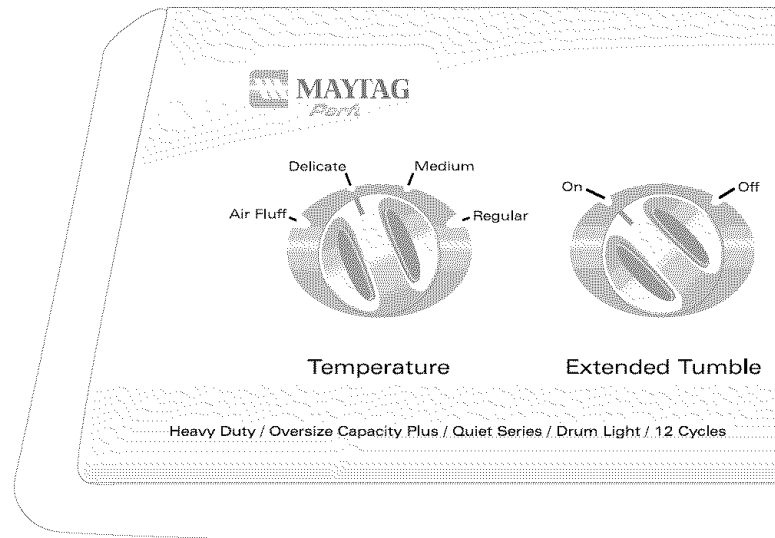 MAYTAG
Delicate
Medium
Air Fluff
Regular
On
Off
Temperature
Extended Tumble
Heavy Duty / Oversize Capacity Plus / Quiet Series / Drum Light / 12 Cycles